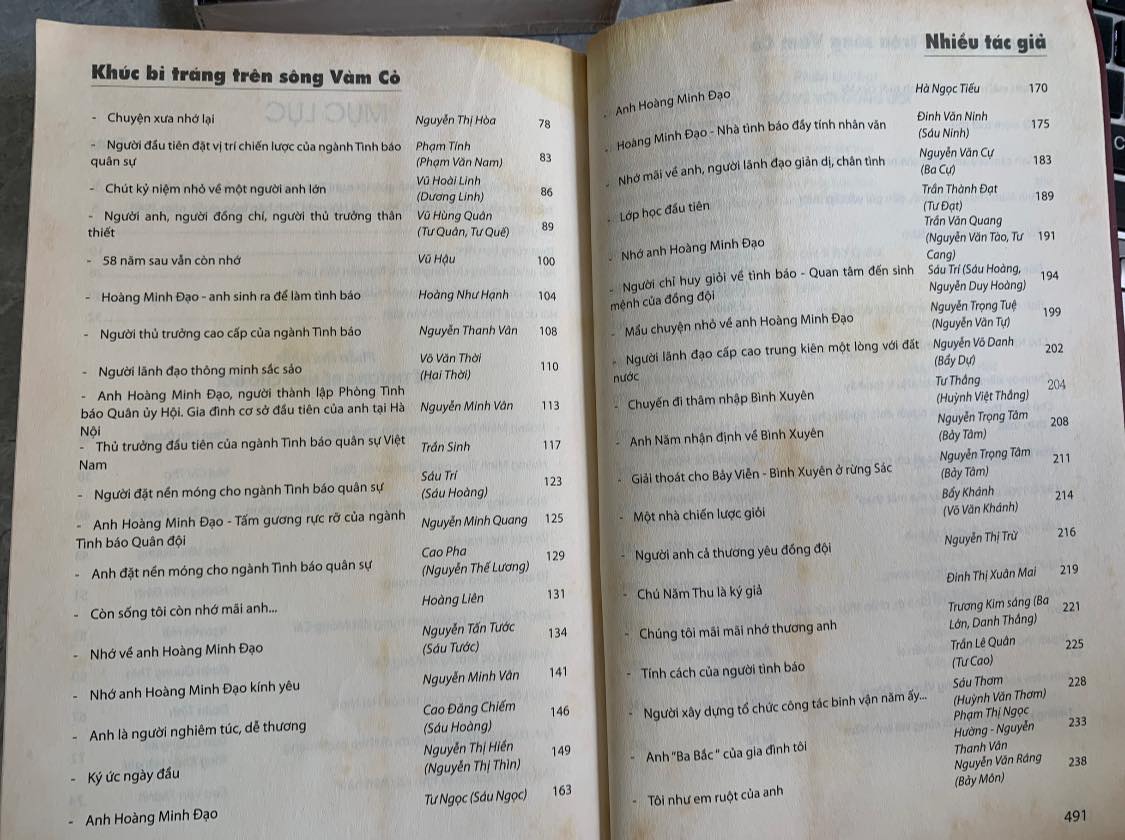 Khúc bi tráng trên sông Vàm Cỏ
- Chuyện xưa nhớ lại Nguyễn Thị Hòa 78
- Người đầu tiên đặt vị trí chiến lược của ngành Tình báo Phạm Tính 83
quân sự (Phạm Văn Nam)
- Chút kỷ niệm nhỏ về một người anh lớn Vũ Hoài Linh 86
(Dương Linh)
- Người anh, người đồng chí, người thủ trưởng thân Vũ Hùng Quân 89
thiết (Tư Quân, Tư Quế)
- 58 năm sau vẫn còn nhớ Vũ Hậu 100
- Hoàng Minh Đạo - anh sinh ra để làm tình báo Hoàng Như Hạnh 104
- Người thủ trưởng cao cấp của ngành Tình báo Nguyễn Thanh Vân 108
- Người lãnh đạo thông minh sắc sảo Võ Văn Thời 110
(Hai Thời)
- Anh Hoàng Minh Đạo, người thành lập Phòng Tình
báo Quân ủy Hội. Gia đình cơ sở đầu tiên của anh tại Hà Nguyễn Minh Vân 113
Nội
- Thủ trưởng đầu tiên của ngành Tình báo quân sự Việt Trần Sinh 117
Nam
- Người đặt nền móng cho ngành Tình báo quân sự Sáu Trí 123
(Sáu Hoàng)
- Anh Hoàng Minh Đạo - Tấm gương rực rỡ của ngành Nguyễn Minh Quang 125
Tình báo Quân đội
- Anh đặt nền móng cho ngành Tình báo quân sự Cao Pha 129
(Nguyễn Thế Lương)
- Còn sống tôi còn nhớ mãi anh... Hoàng Liên 131
- Nhớ về anh Hoàng Minh Đạo Nguyễn Tấn Tước 134
(Sáu Tước)
- Nhớ anh Hoàng Minh Đạo kính yêu Nguyễn Minh Vân 141
- Anh là người nghiêm túc, dễ thương Cao Đăng Chiếm 146
(Sáu Hoàng)
- Ký ức ngày đầu Nguyễn Thị Hiền 149
(Nguyễn Thị Thìn)
- Anh Hoàng Minh Đạo Tư Ngọc (Sáu Ngọc) 163
Nhiều tác giả
- Anh Hoàng Minh Đạo Hà Ngọc Tiếu 170
- Hoàng Minh Đạo - Nhà tình báo đầy tính nhân văn Đinh Văn Ninh 175
(Sáu Ninh)
- Nhớ mãi về anh, người lãnh đạo giản dị, chân tình Nguyễn Văn Cự 183
(Ba Cự)
- Lớp học đầu tiên Trần Thành Đạt 189
(Tư Đạt)
- Nhớ anh Hoàng Minh Đạo Trần Văn Quang 191
(Nguyễn Văn Tào, Tư
Cang)
- Người chỉ huy giỏi về tình báo - Quan tâm đến sinh Sáu Trí (Sáu Hoàng, 194
mệnh của đồng đội Nguyễn Duy Hoàng)
- Mẩu chuyện nhỏ về anh Hoàng Minh Đạo Nguyễn Trọng Tuệ 199
(Nguyễn Văn Tự)
- Người lãnh đạo cấp cao trung kiên một lòng với đất Nguyễn Võ Danh 202
nước (Bẩy Dự)
- Chuyến đi thâm nhập Bình Xuyên Tư Thắng 204
(Huỳnh Việt Thắng)
- Anh Năm nhận định về Bình Xuyên Nguyễn Trọng Tâm 208
(Bảy Tâm)
- Giải thoát cho Bảy Viễn - Bình Xuyên ở rừng Sác Nguyễn Trọng Tâm 211
(Bảy Tâm)
- Một nhà chiến lược giỏi Bẩy Khánh 214
(Võ Văn Khánh)
- Người anh cả thương yêu đồng đội Nguyễn Thị Trừ 216
- Chú Năm Thu là ký giả Đinh Thị Xuân Mai 219
- Chúng tôi mãi mãi nhớ thương anh Trương Kim sáng (Ba 221
Lớn, Danh Thắng)
- Tính cách của người tình báo Trần Lê Quân 225
(Tư Cao)
- Người xây dựng tổ chức công tác binh vận năm ấy... Sáu Thơm 228
(Huỳnh Văn Thơm)
- Anh "Ba Bắc" của gia đình tôi Phạm Thị Ngọc 233
Hường - Nguyễn
Thanh Vân
- Tôi như em ruột của anh Nguyễn Văn Ráng 238
(Bảy Môn)
491